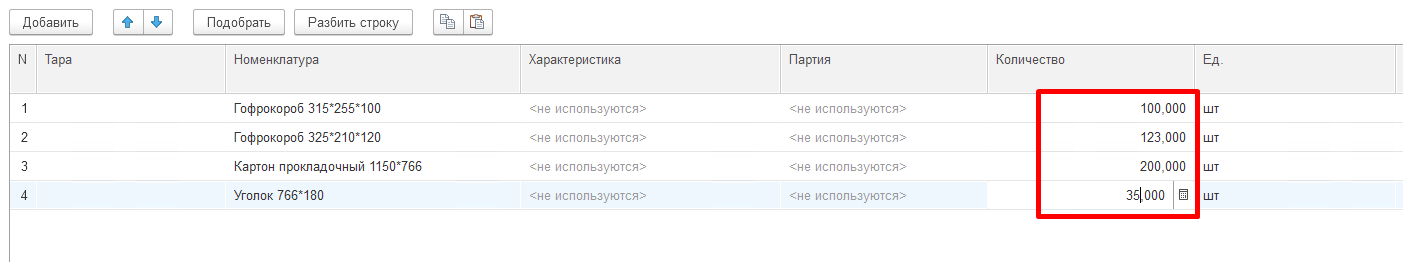 Добавить Подобрать Разбить строку
N Тара Номенклатура Характеристика Партия Количество Ед.
1 Гофрокороб 315*255*100 <не используются> <не используются> 100,000 шт
2 Гофрокороб 325*210*120 <не используются> <не используются> 123,000 шт
3 Картон прокладочный 1150*766 <не используются> <не используются> 200,000 шт
4 Уголок 766*180 <не используются> <не используются> 35,000 шт